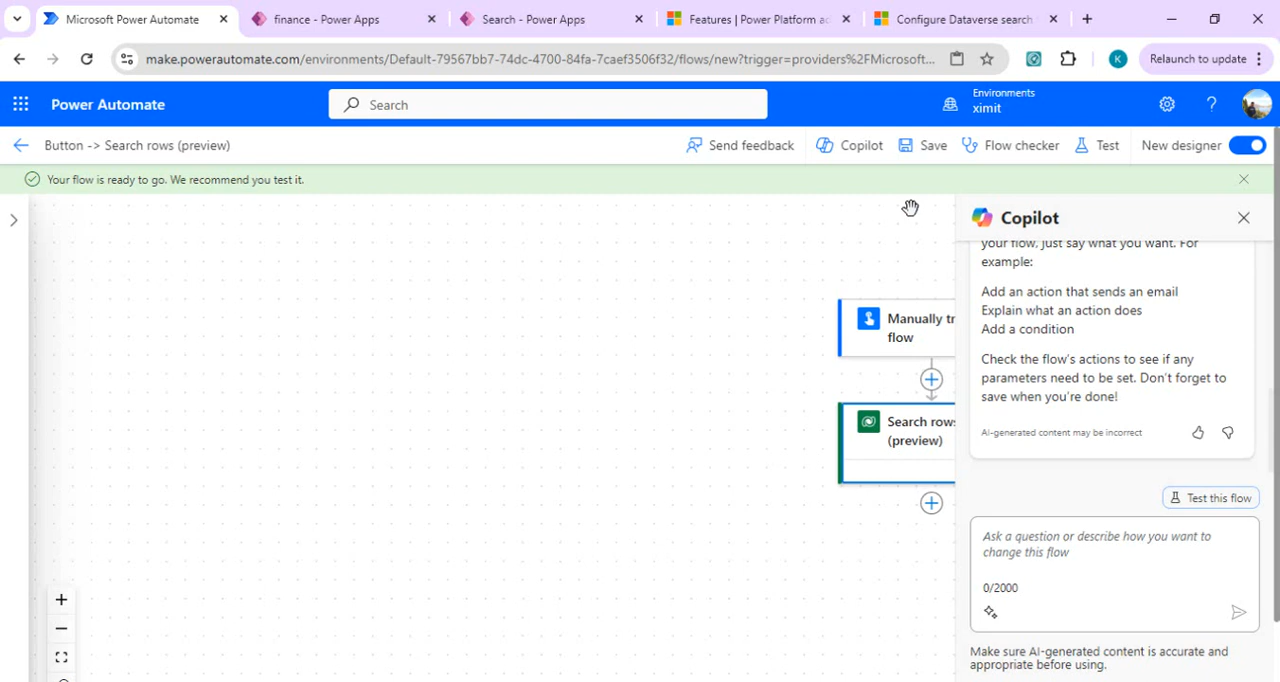 Microsoft Power Automate
finance - Power Apps
Search - Power Apps
Features | Power Platform ac
Configure Dataverse search
make.powerautomate.com/environments/Default-79567bb7-74dc-4700-84fa-7caef3506f32/flows/new?trigger=providers%2FMicrosoft...
K
Relaunch to update
Power Automate
Search
Environments
ximit
Button -> Search rows (preview)
Send feedback
Copilot
Save
Flow checker
Test
New designer
Your flow is ready to go. We recommend you test it.
Manually tr
flow
Search rows
(preview)
Copilot
your flow, just say what you want. For
example:
Add an action that sends an email
Explain what an action does
Add a condition
Check the flow's actions to see if any
parameters need to be set. Don't forget to
save when you're done!
AI-generated content may be incorrect
Test this flow
Ask a question or describe how you want to
change this flow
0/2000
Make sure AI-generated content is accurate and
appropriate before using.